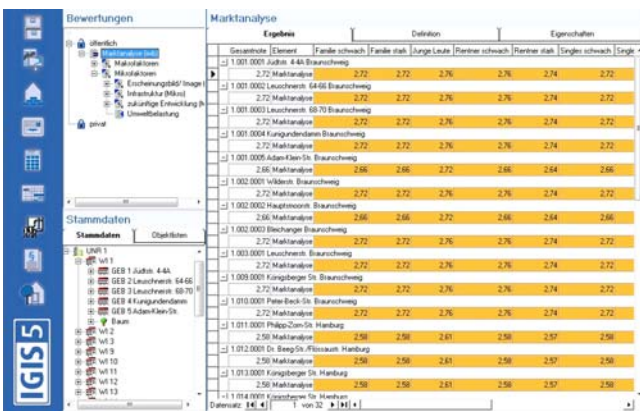 Bewertungen
öffentlich
Marktanalyse (wib)
Makrofaktoren
Mikrofaktoren
Erscheinungsbild/ Image (
Infrastruktur (Mikro)
zukünftige Entwicklung (M
Umweltbelastung
privat
Stammdaten
Stammdaten Objektlisten
UNR 1
WI 1
GEB 1 Jüdtstr. 4-4A
GEB 2 Leuschnerstr. 64-66
GEB 3 Leuschnerstr. 68-70
GEB 4 Kunigundendamm
GEB 5 Adam-Klein-Str.
Baum
WI 2
WI 3
WI 9
WI 10
WI 11
WI 12
WI 13
IGIS 5
Marktanalyse
Ergebnis Definition Eigenschaften
Gesamtnote Element Familie schwach Familie stark Junge Leute Rentner schwach Rentner stark Singles schwach Single
1.001.0001 Jüdtstr. 4-4A Braunschweig
2,72 Marktanalyse 2,72 2,72 2,76 2,76 2,74 2,72
1.001.0002 Leuschnerstr. 64-66 Braunschweig
2,72 Marktanalyse 2,72 2,72 2,76 2,76 2,74 2,72
1.001.0003 Leuschnerstr. 68-70 Braunschweig
2,72 Marktanalyse 2,72 2,72 2,76 2,76 2,74 2,72
1.001.0004 Kunigundendamm Braunschweig
2,72 Marktanalyse 2,72 2,72 2,76 2,76 2,74 2,72
1.001.0005 Adam-Klein-Str. Braunschweig
2,66 Marktanalyse 2,66 2,66 2,72 2,66 2,64 2,66
1.002.0001 Wilderstr. Braunschweig
2,72 Marktanalyse 2,72 2,72 2,76 2,76 2,74 2,72
1.002.0002 Hauptsmoorstr. Braunschweig
2,66 Marktanalyse 2,66 2,66 2,72 2,66 2,64 2,66
1.002.0003 Bleichanger Braunschweig
2,72 Marktanalyse 2,72 2,72 2,76 2,76 2,74 2,72
1.003.0001 Leuschnerstr. Braunschweig
2,72 Marktanalyse 2,72 2,72 2,76 2,76 2,74 2,72
1.009.0001 Königsberger Str. Braunschweig
2,72 Marktanalyse 2,72 2,72 2,76 2,76 2,74 2,72
1.010.0001 Peter-Beck-Str. Braunschweig
2,72 Marktanalyse 2,72 2,72 2,76 2,76 2,74 2,72
1.011.0001 Philipp-Zorn-Str. Hamburg
2,58 Marktanalyse 2,58 2,58 2,61 2,58 2,57 2,58
1.012.0001 Dr. Beeg-Str./Flössaustr. Hamburg
2,58 Marktanalyse 2,58 2,58 2,61 2,58 2,57 2,58
1.013.0001 Königsberger Str. Hamburg
2,58 Marktanalyse 2,58 2,58 2,61 2,58 2,57 2,58
1.014.0001 Königsberger Str. Hamburg
Datensatz: 1 von 32